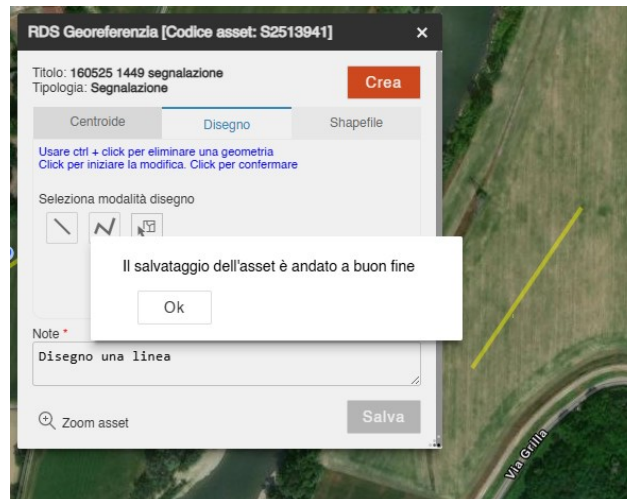 RDS Georeferenzia [Codice asset: S2513941]
×
Titolo: 160525 1449 segnalazione
Tipologia: Segnalazione
Crea
Centroide
Disegno
Shapefile
Usare ctrl + click per eliminare una geometria
Click per iniziare la modifica. Click per confermare
Seleziona modalità disegno
Il salvataggio dell'asset è andato a buon fine
Ok
Note *
Disegno una linea
Zoom asset
Salva
Via Grilla